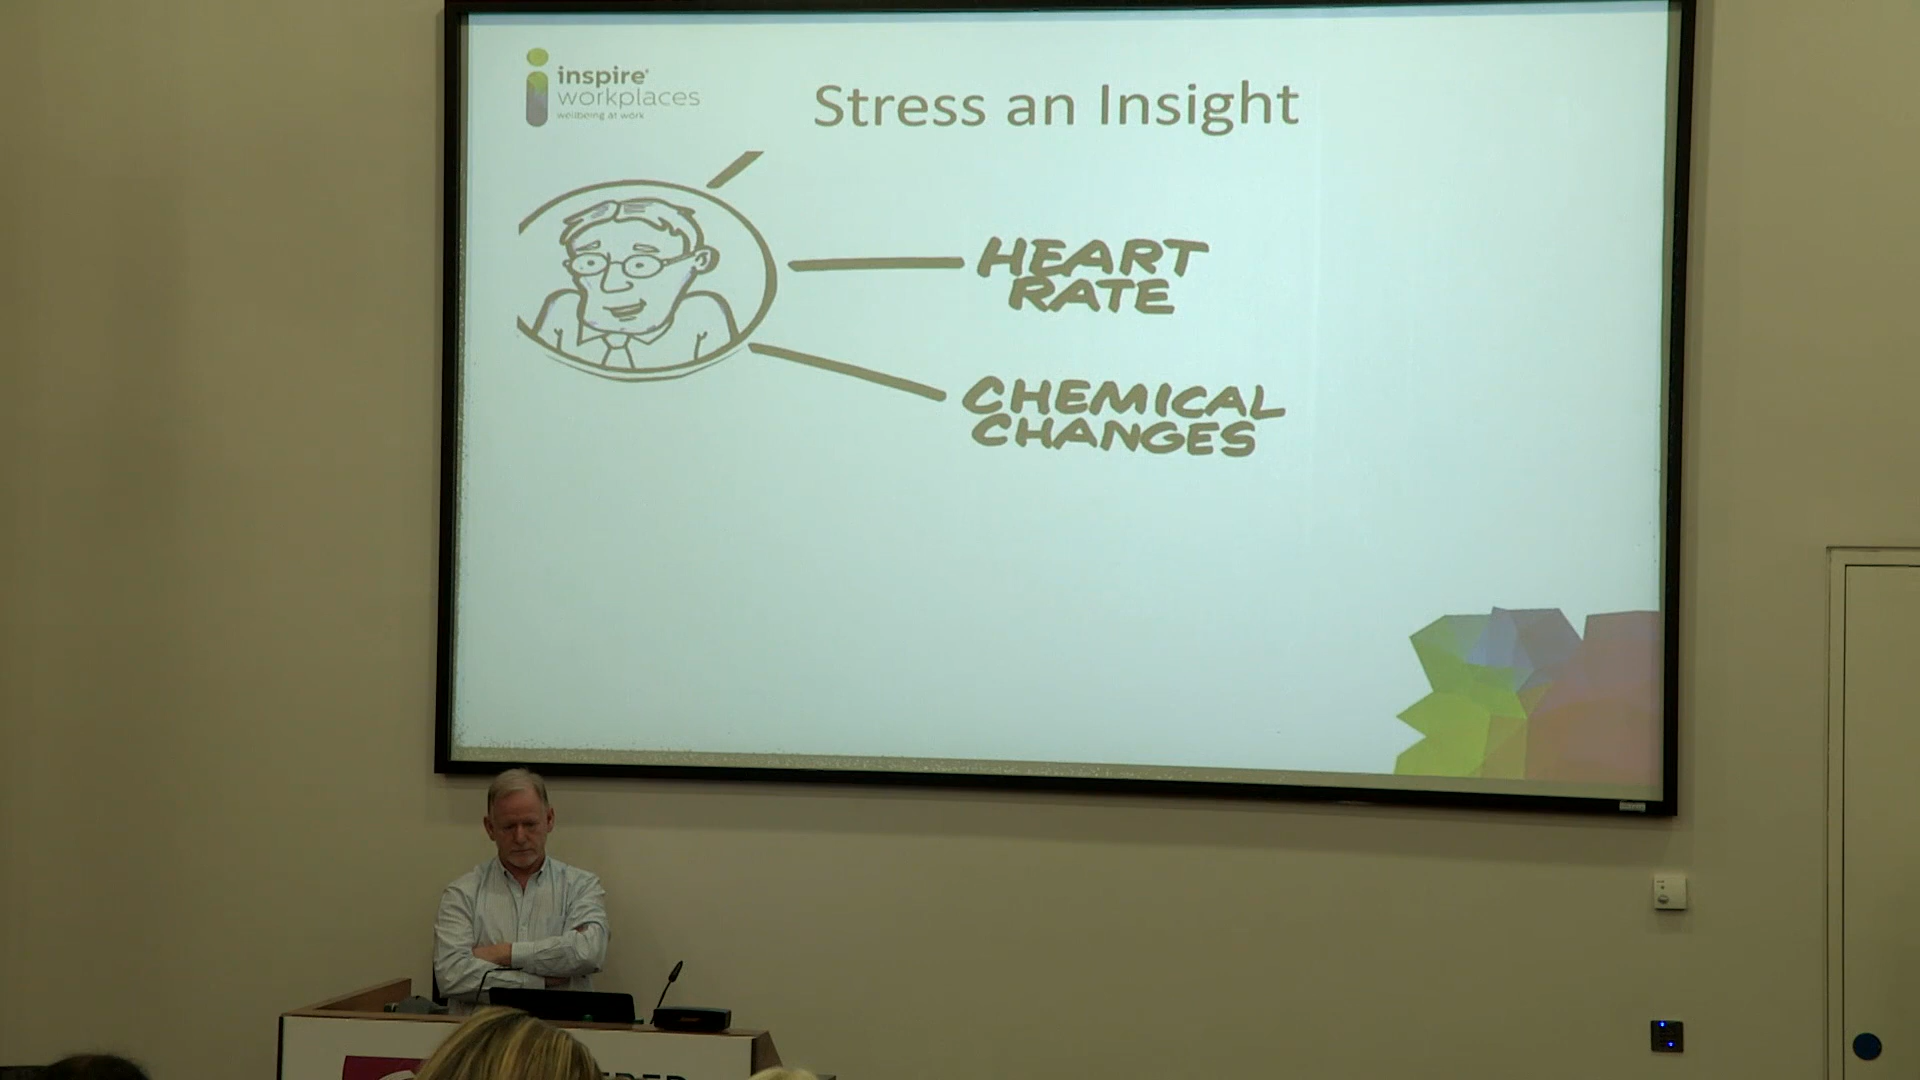 inspire
workplaces
wellbeing at work
Stress an Insight
HEART
RATE
CHEMICAL
CHANGES